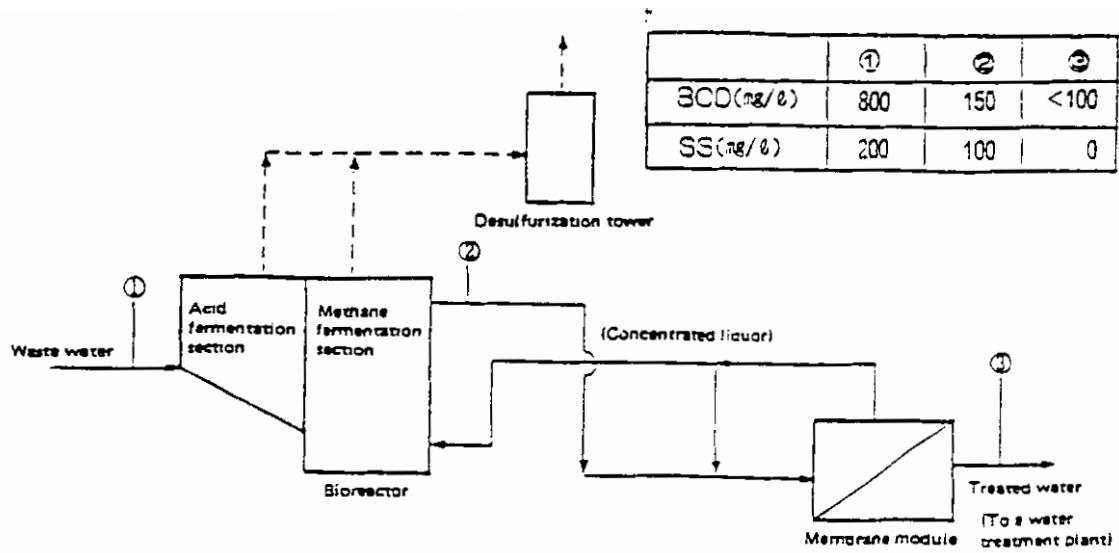 ① ② ③
BCD(mg/ℓ) 800 150 <100
SS(mg/ℓ) 200 100 0
Desulfurization tower
②
①
Acid
fermentation
section
Methane
fermentation
section
(Concentrated liquor)
Waste water
③
Bioreactor
Treated water
(To a water
treatment plant)
Membrane module